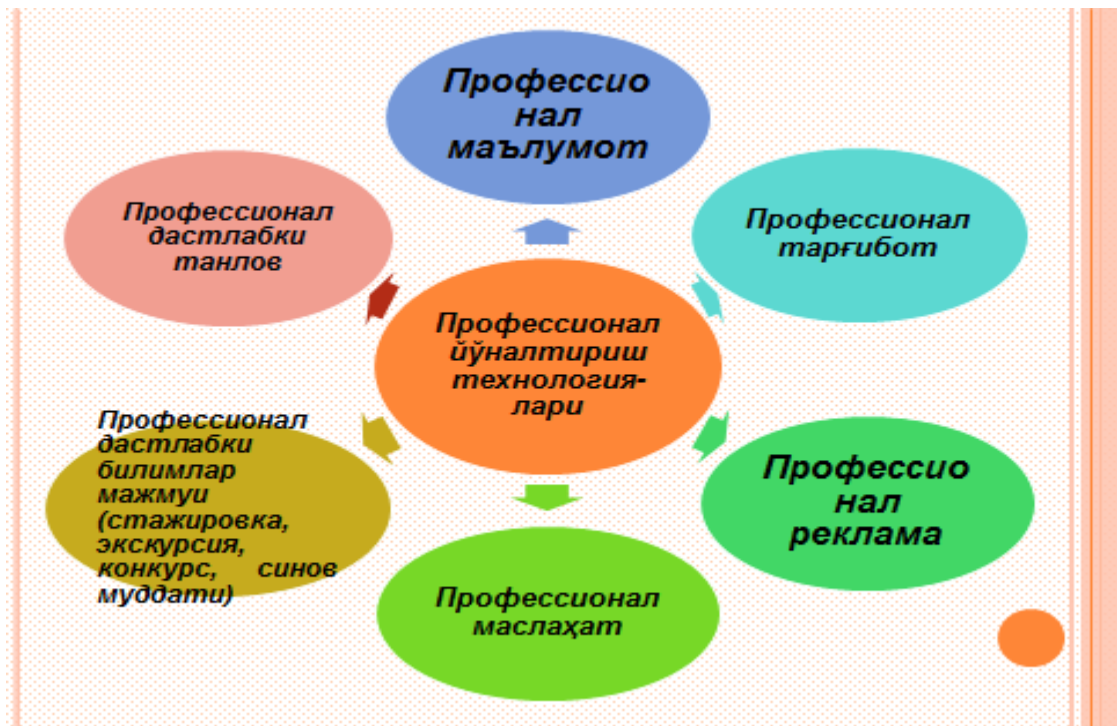 Профессио
нал
маълумот
Профессионал
дастлабки
танлов
Профессионал
тарғибот
Профессионал
йўналтириш
технология-
лари
Профессионал
дастлабки
билимлар
мажмуи
(стажировка,
экскурсия,
конкурс, синов
муддати)
Профессио
нал
реклама
Профессионал
маслаҳат